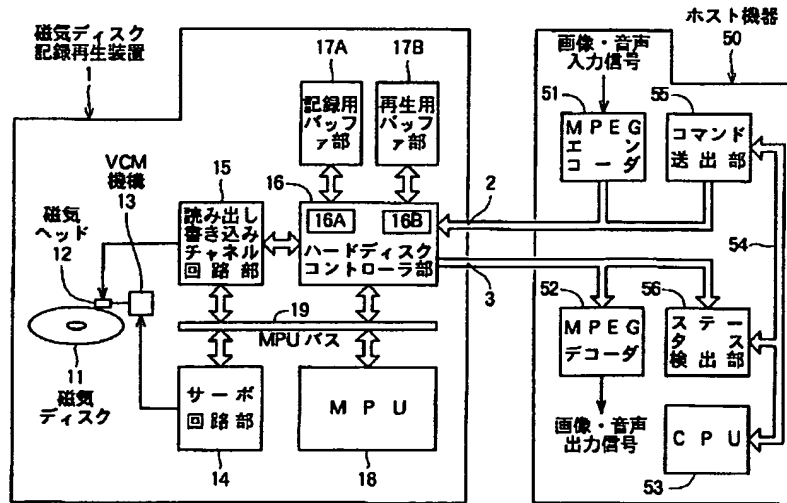 磁気ディスク
記録再生装置
1
17A
17B
記録用
バッファ部
再生用
バッファ部
VCM
機構
13
15
16
磁気
ヘッド
12
読み出し
書き込み
チャネル
回路部
16A
16B
ハードディスク
コントローラ部
2
3
19
MPUバス
11
磁気
ディスク
サーボ
回路部
14
MPU
18
ホスト機器
50
画像・音声
入力信号
51
55
MPEG
エン
コーダ
コマンド
送出部
54
52
56
MPEG
デコーダ
ステー
タス
検出部
画像・音声
出力信号
CPU
53